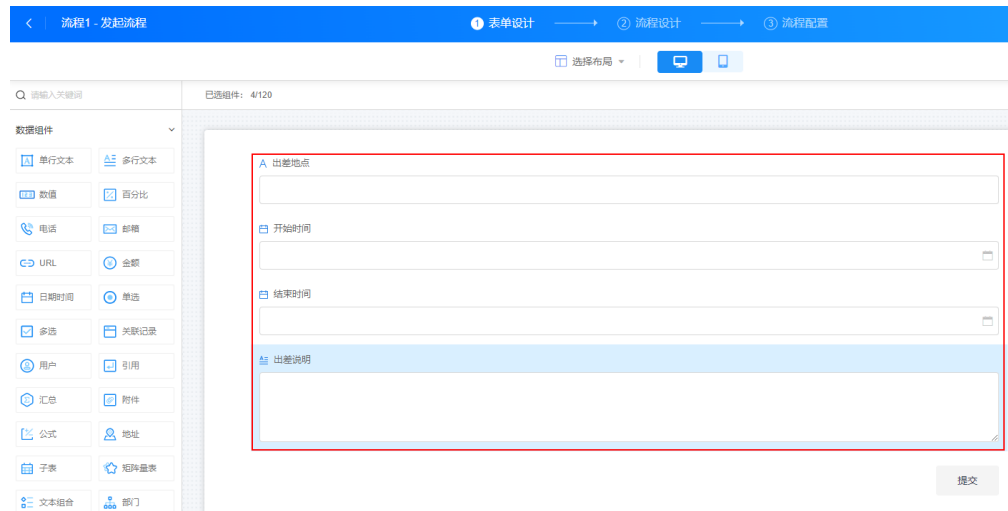 流程1 - 发起流程
1 表单设计
2 流程设计
3 流程配置
选择布局
请输入关键词
已选组件： 4/120
数据组件
单行文本 多行文本
数值 百分比
电话 邮箱
URL 金额
日期时间 单选
多选 关联记录
用户 引用
汇总 附件
公式 地址
子表 矩阵量表
文本组合 部门
A 出差地点
开始时间
结束时间
出差说明
提交